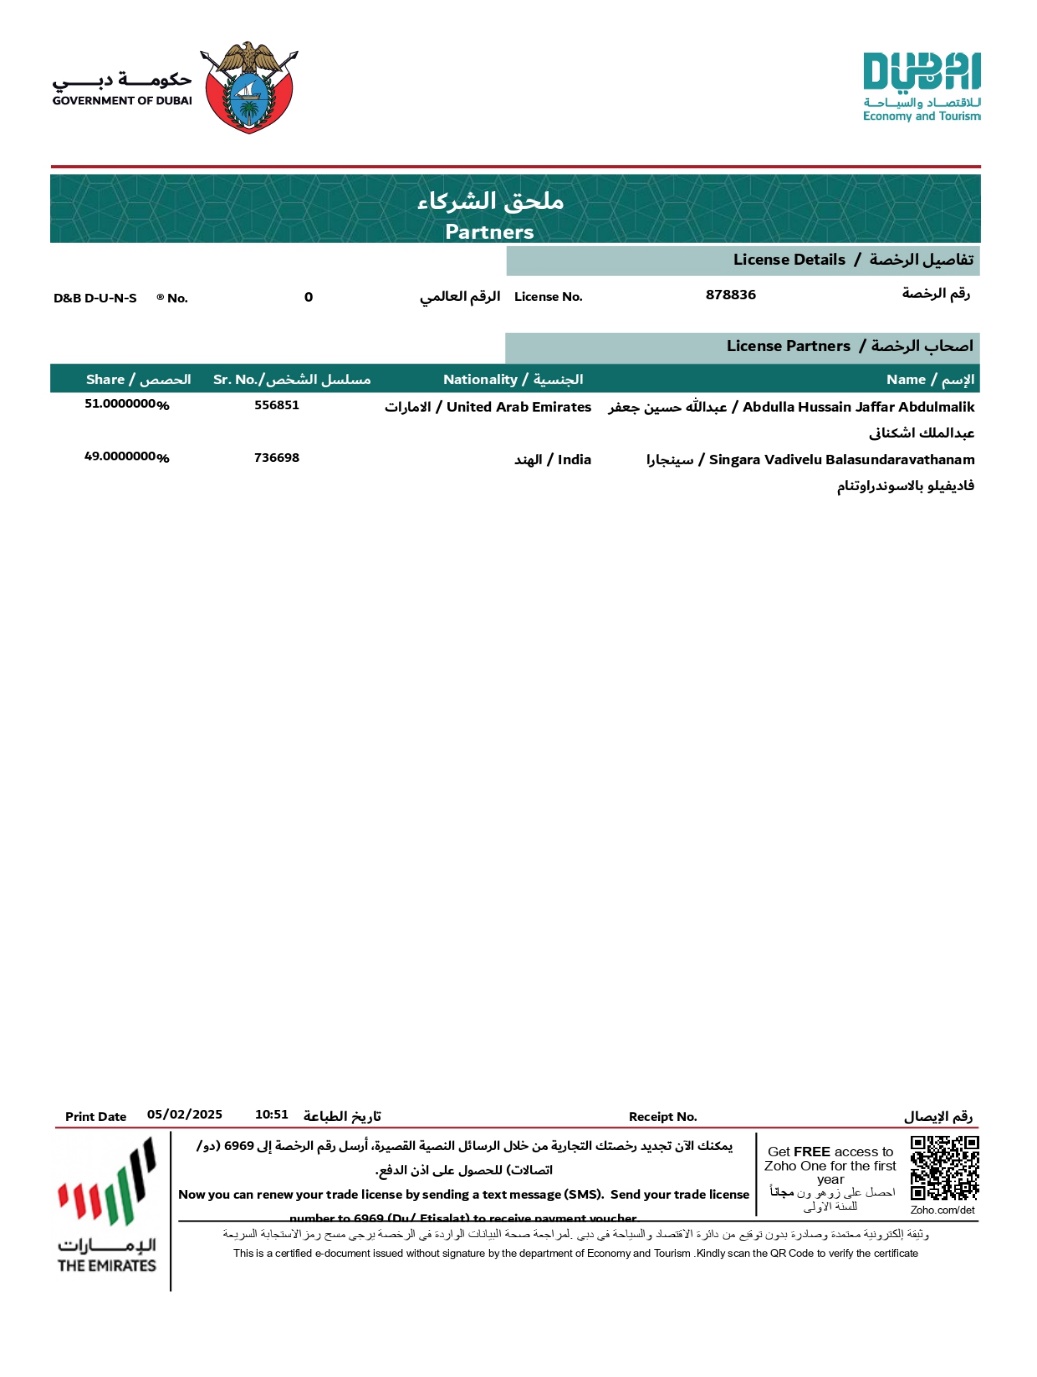 حكومة دبي
GOVERNMENT OF DUBAI
DUBAI
للاقتصاد والسياحة
Economy and Tourism
ملحق الشركاء
Partners
License Details / تفاصيل الرخصة
D&B D-U-N-S ® No. 0 الرقم العالمي License No. 878836 رقم الرخصة
License Partners / اصحاب الرخصة
Share / الحصص Sr. No./مسلسل الشخص Nationality / الجنسية Name / الإسم
51.0000000% 556851 الامارات / United Arab Emirates عبدالله حسين جعفر / Abdulla Hussain Jaffar Abdulmalik
عبدالملك اشكنانى
49.0000000% 736698 الهند / India سينجارا / Singara Vadivelu Balasundaravathanam
فاديفيلو بالاسوندراوتنام
Print Date 05/02/2025 10:51 تاريخ الطباعة Receipt No. رقم الإيصال
يمكنك الآن تجديد رخصتك التجارية من خلال الرسائل النصية القصيرة، أرسل رقم الرخصة إلى 6969 (دو/
اتصالات) للحصول على اذن الدفع.
Now you can renew your trade license by sending a text message (SMS). Send your trade license
number to 6969 (Du/ Etisalat) to receive payment voucher.
Get FREE access to
Zoho One for the first
year
احصل على زوهو ون مجاناً
للسنة الاولى
Zoho.com/det
الإمارات
THE EMIRATES
وثيقة إلكترونية معتمدة وصادرة بدون توقيع من دائرة الاقتصاد والسياحة في دبي .لمراجعة صحة البيانات الواردة في الرخصة يرجى مسح رمز الاستجابة السريعة
This is a certified e-document issued without signature by the department of Economy and Tourism .Kindly scan the QR Code to verify the certificate